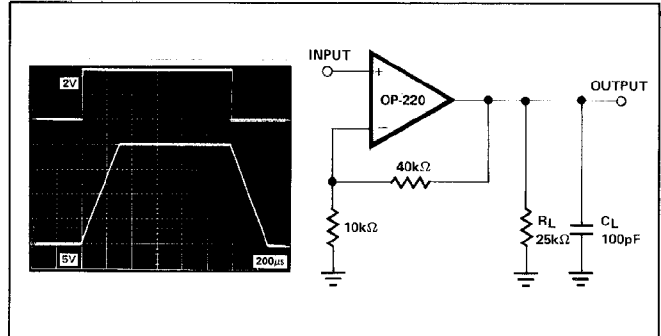 2V
5V
200μs
INPUT
+
OP-220
−
OUTPUT
40kΩ
10kΩ
RL
25kΩ
CL
100pF